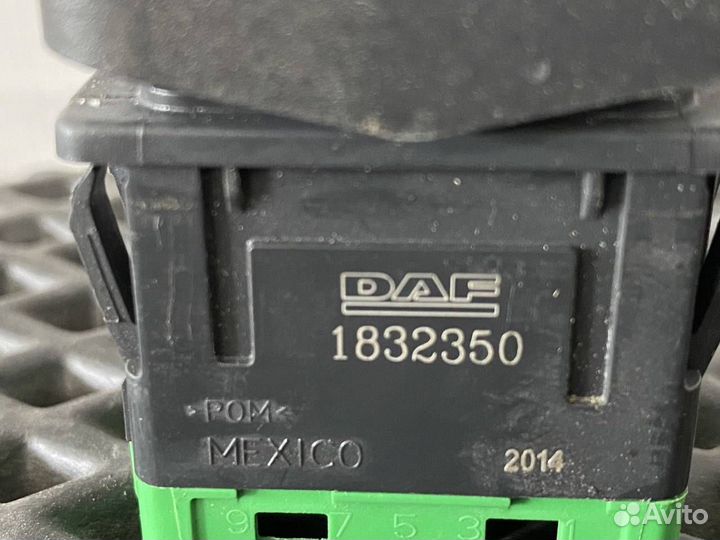 DAF
1832350
>POM<
MEXICO
2014
9 7 5 3 1
Avito